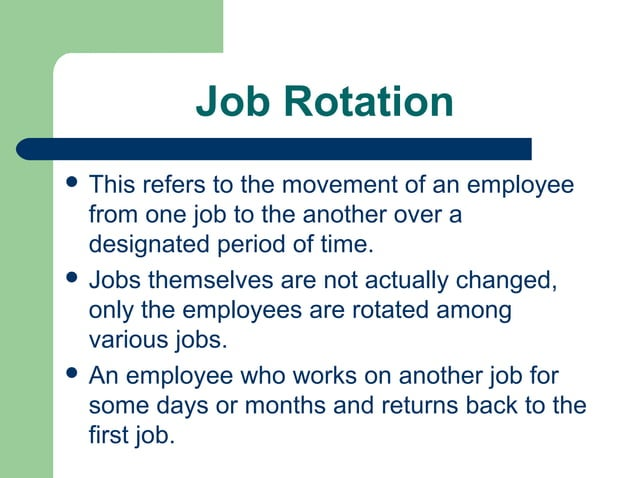 Job Rotation
This refers to the movement of an employee
from one job to the another over a
designated period of time.
Jobs themselves are not actually changed,
only the employees are rotated among
various jobs.
An employee who works on another job for
some days or months and returns back to the
first job.